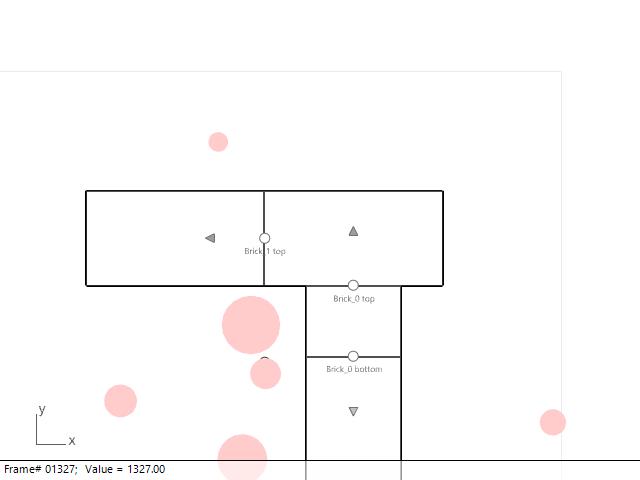 Brick_1 top
Brick_0 top
Brick_0 bottom
y
x
Frame# 01327; Value = 1327.00